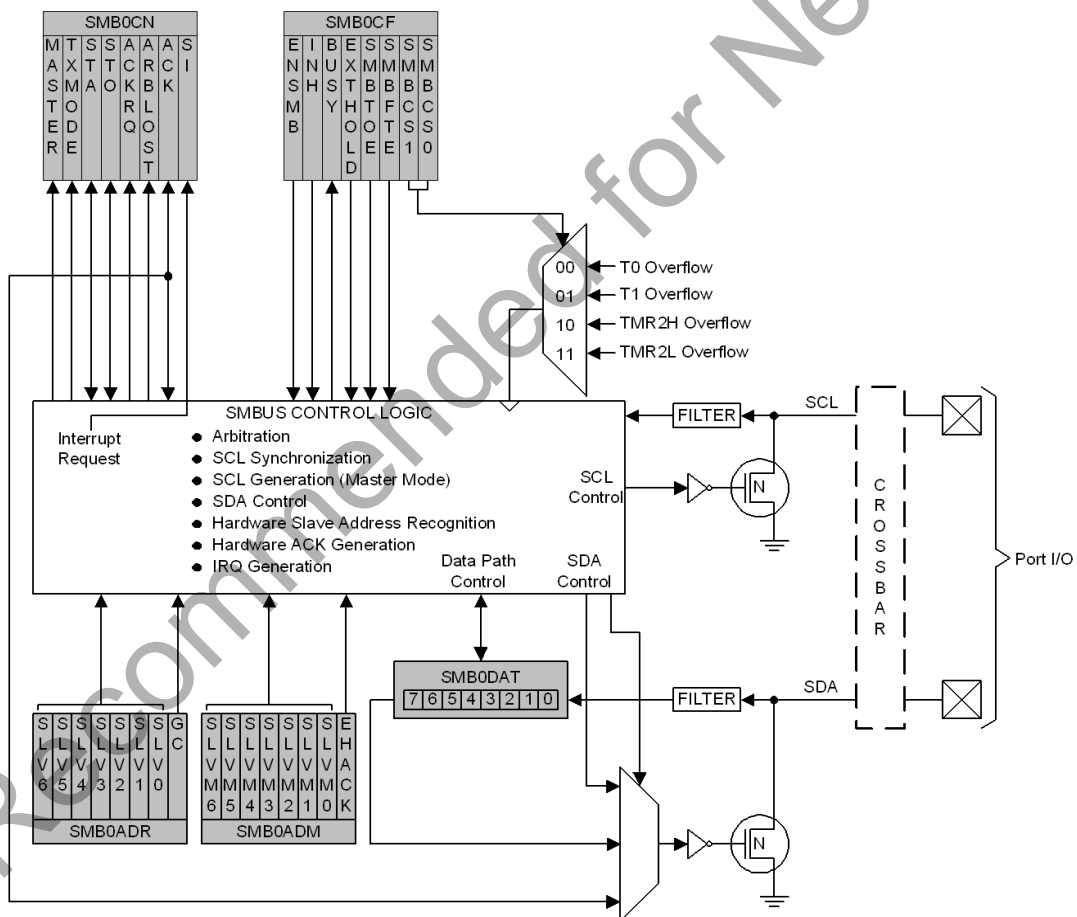 SMB0CN
MASTER
TXMODE
STA
STO
ACKRQ
ARBLOST
ACK
SI
SMB0CF
ENSMB
INH
BUSY
EXTHOLD
SMBTOE
SMBFTE
SMBCS1
SMBCS0
00
01
10
11
T0 Overflow
T1 Overflow
TMR2H Overflow
TMR2L Overflow
SMBUS CONTROL LOGIC
Interrupt
Request
Arbitration
SCL Synchronization
SCL Generation (Master Mode)
SDA Control
Hardware Slave Address Recognition
Hardware ACK Generation
IRQ Generation
Data Path
Control
SCL
Control
SDA
Control
FILTER
SCL
N
CROSSBAR
Port I/O
SMB0DAT
7 6 5 4 3 2 1 0
FILTER
SDA
N
SLV6
SLV5
SLV4
SLV3
SLV2
SLV1
SLV0
GC
SMB0ADR
SLVM6
SLVM5
SLVM4
SLVM3
SLVM2
SLVM1
SLVM0
EHACK
SMB0ADM
Recommended for Ne